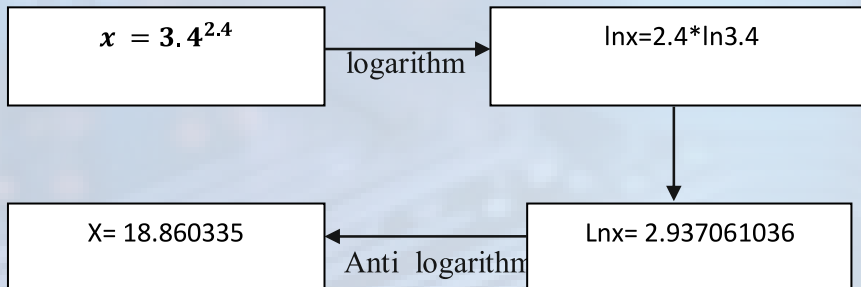 x = 3.4^2.4
logarithm
lnx=2.4*ln3.4
Lnx= 2.937061036
Anti logarithm
X= 18.860335